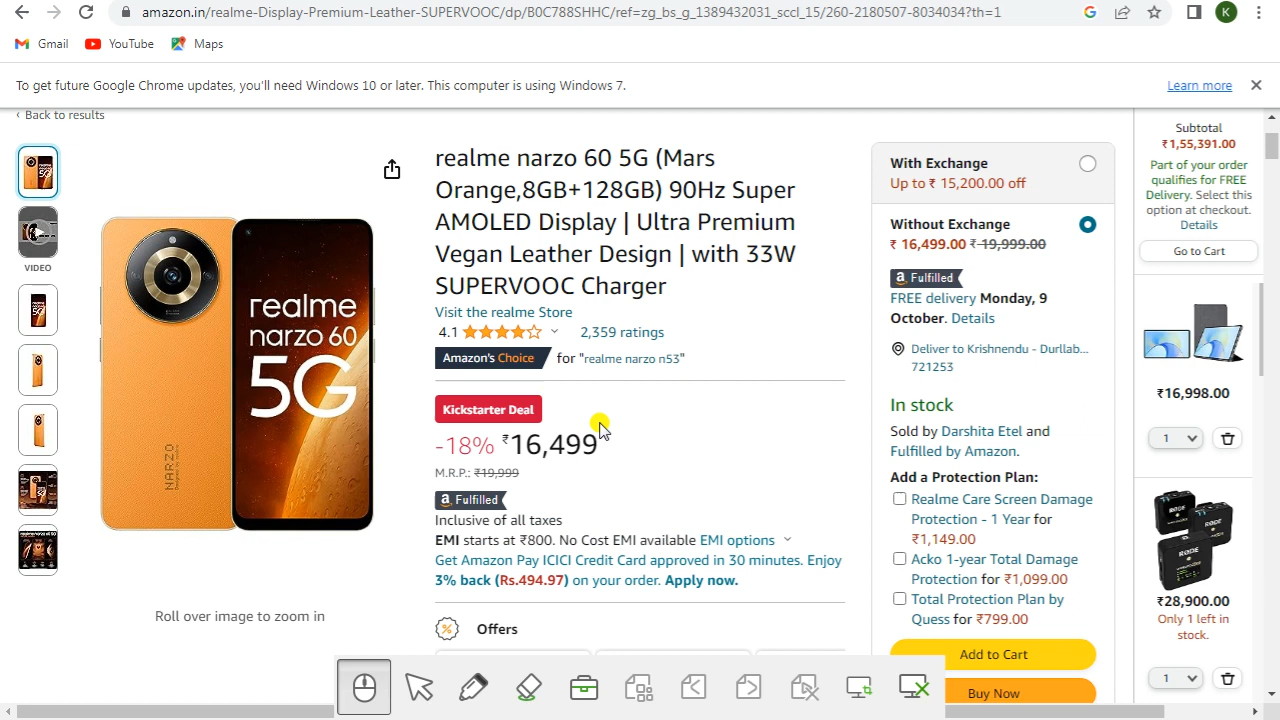 amazon.in/realme-Display-Premium-Leather-SUPERVOOC/dp/B0C788SHHC/ref=zg_bs_g_1389432031_sccl_15/260-2180507-8034034?th=1
K
Gmail
YouTube
Maps
To get future Google Chrome updates, you'll need Windows 10 or later. This computer is using Windows 7.
Learn more
‹ Back to results
VIDEO
realme
narzo 60
5G
NARZO
Roll over image to zoom in
realme narzo 60 5G (Mars
Orange,8GB+128GB) 90Hz Super
AMOLED Display | Ultra Premium
Vegan Leather Design | with 33W
SUPERVOOC Charger
Visit the realme Store
4.1
2,359 ratings
Amazon's Choice for "realme narzo n53"
Kickstarter Deal
-18% ₹16,499
M.R.P.: ₹19,999
a Fulfilled
Inclusive of all taxes
EMI starts at ₹800. No Cost EMI available EMI options
Get Amazon Pay ICICI Credit Card approved in 30 minutes. Enjoy
3% back (Rs.494.97) on your order. Apply now.
% Offers
With Exchange
Up to ₹ 15,200.00 off
Without Exchange
₹ 16,499.00 ₹ 19,999.00
a Fulfilled
FREE delivery Monday, 9
October. Details
Deliver to Krishnendu - Durllab...
721253
In stock
Sold by Darshita Etel and
Fulfilled by Amazon.
Add a Protection Plan:
Realme Care Screen Damage
Protection - 1 Year for
₹1,149.00
Acko 1-year Total Damage
Protection for ₹1,099.00
Total Protection Plan by
Quess for ₹799.00
Add to Cart
Buy Now
Subtotal
₹1,55,391.00
Part of your order
qualifies for FREE
Delivery. Select this
option at checkout.
Details
Go to Cart
₹16,998.00
1
RØDE
RØDE
RØDE
₹28,900.00
Only 1 left in
stock.
1